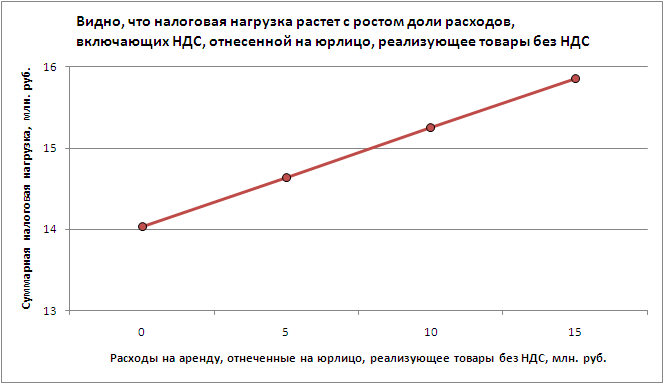 Видно, что налоговая нагрузка растет с ростом доли расходов,
включающих НДС, отнесенной на юрлицо, реализующее товары без НДС
Суммарная налоговая нагрузка, млн. руб.
16
15
14
13
0
5
10
15
Расходы на аренду, отнеченные на юрлицо, реализующее товары без НДС, млн. руб.